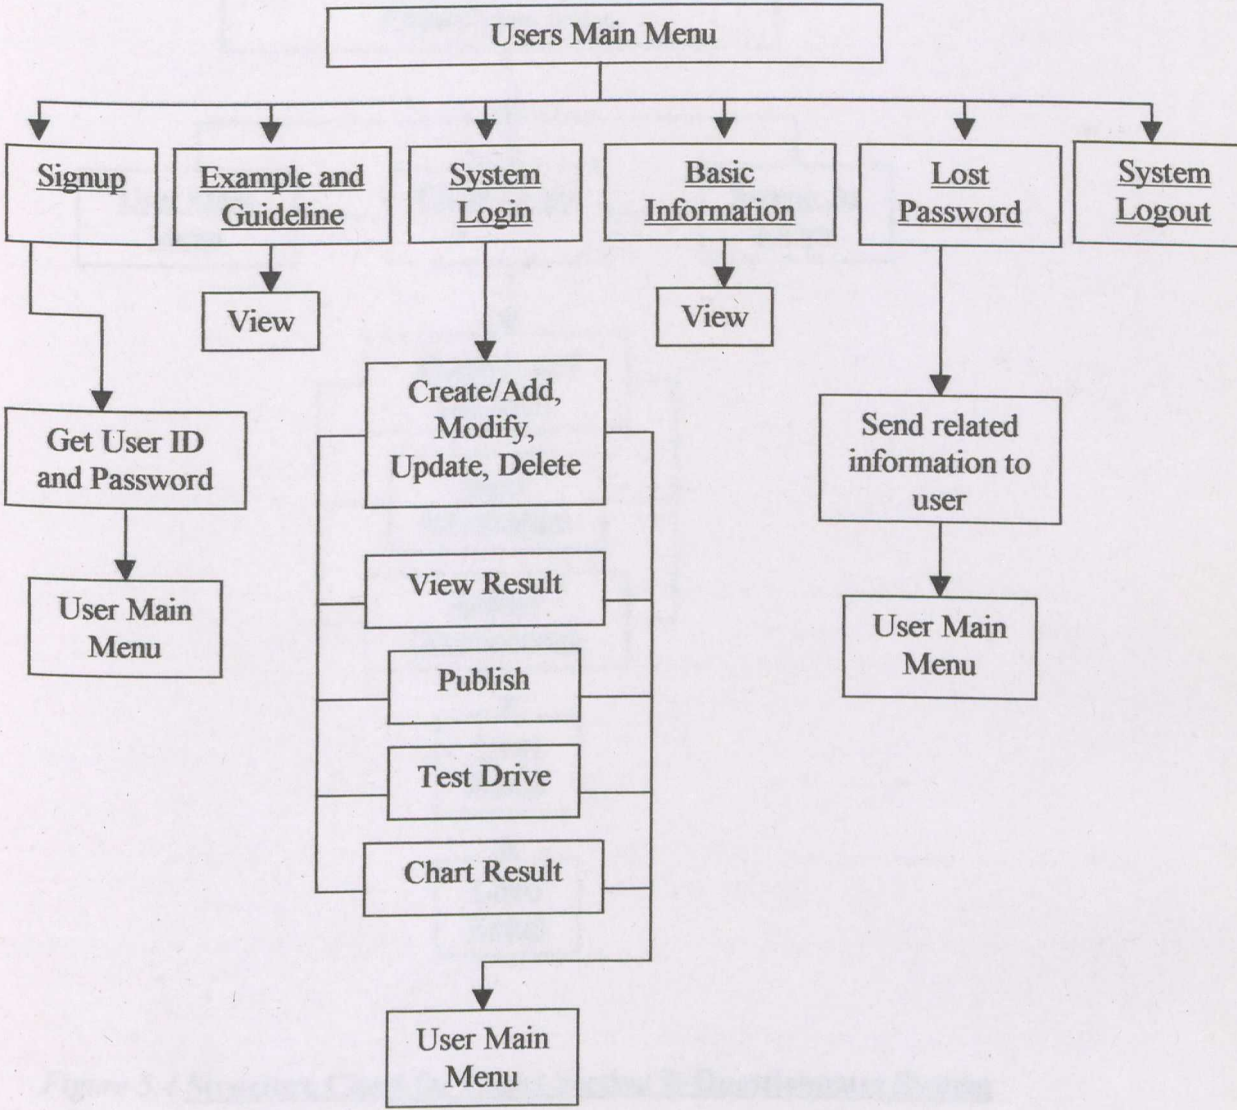 Users Main Menu
Signup
Example and
Guideline
System
Login
Basic
Information
Lost
Password
System
Logout
View
View
Create/Add,
Modify,
Update, Delete
Get User ID
and Password
Send related
information to
user
View Result
User Main
Menu
User Main
Menu
Publish
Test Drive
Chart Result
User Main
Menu